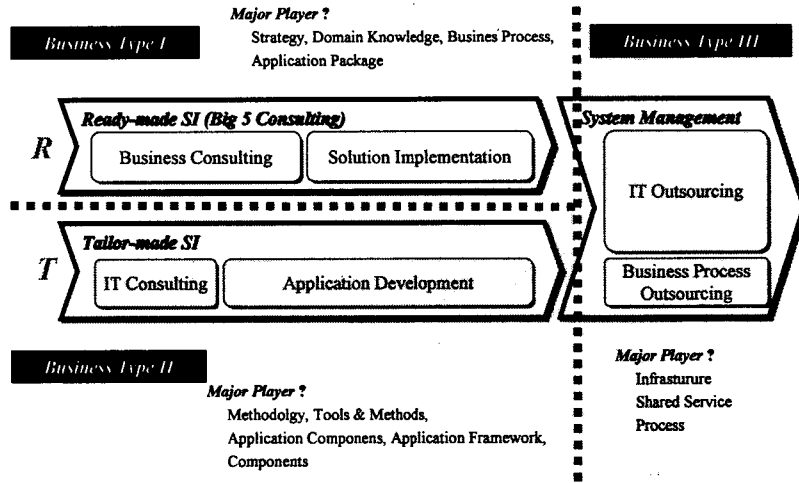 Major Player ?
Business Type I
Strategy, Domain Knowledge, Busines Process,
Application Package
Business Type III
Ready-made SI (Big 5 Consulting)
System Management
R
Business Consulting
Solution Implementation
IT Outsourcing
Tailor-made SI
T
IT Consulting
Application Development
Business Process
Outsourcing
Business Type II
Major Player ?
Methodolgy, Tools & Methods,
Application Componens, Application Framework,
Components
Major Player ?
Infrasturure
Shared Service
Process